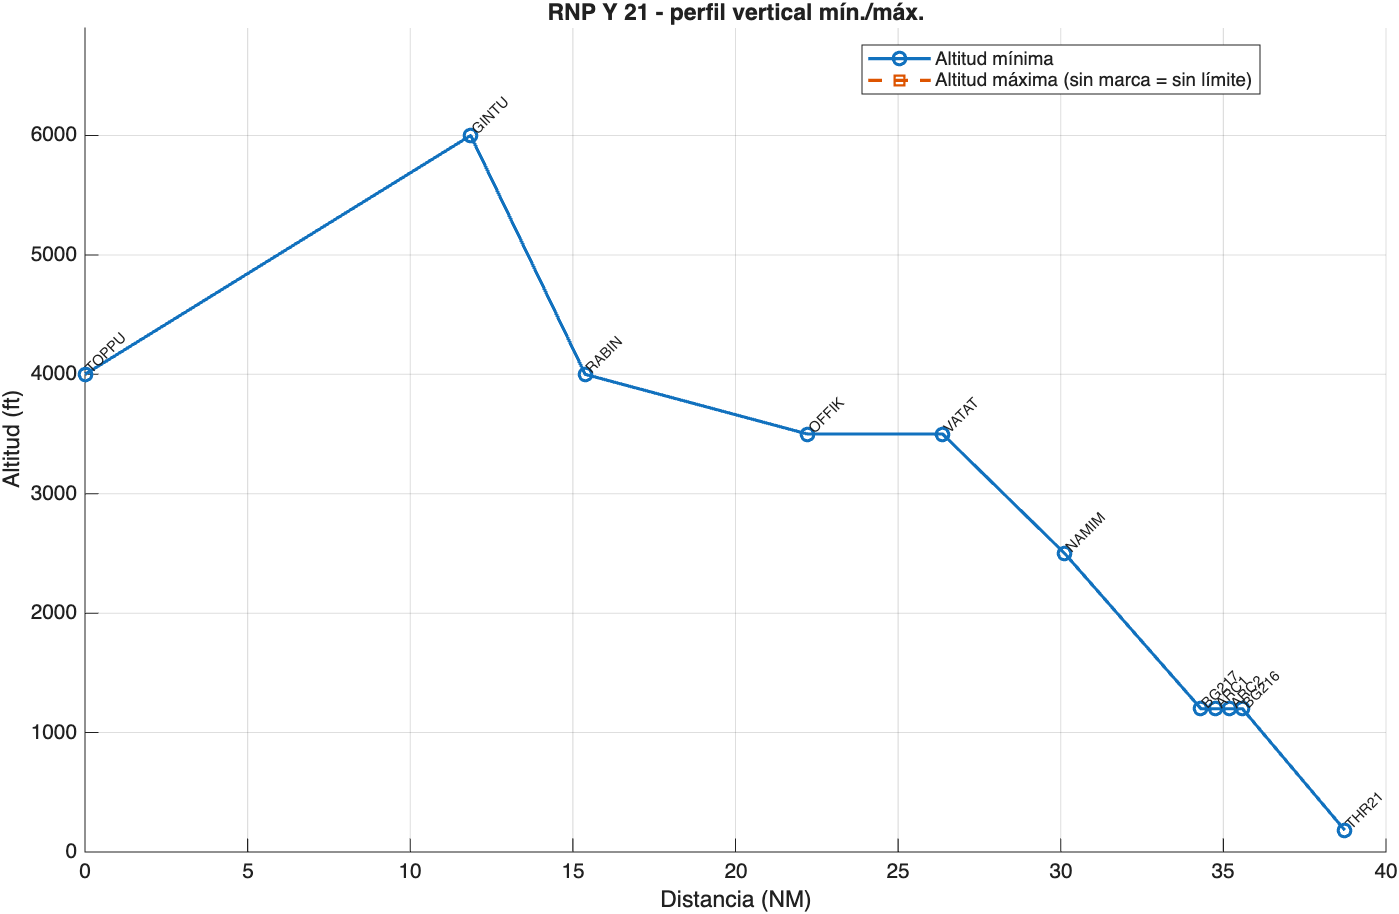 RNP Y 21 - perfil vertical mín./máx.
Altitud mínima
Altitud máxima (sin marca = sin límite)
Altitud (ft)
6000
5000
4000
3000
2000
1000
0
TOPPU
GINTU
RABIN
OFFIK
VATAT
NAMIM
BG217
ARC1
ARC2
BG216
THR21
0 5 10 15 20 25 30 35 40
Distancia (NM)